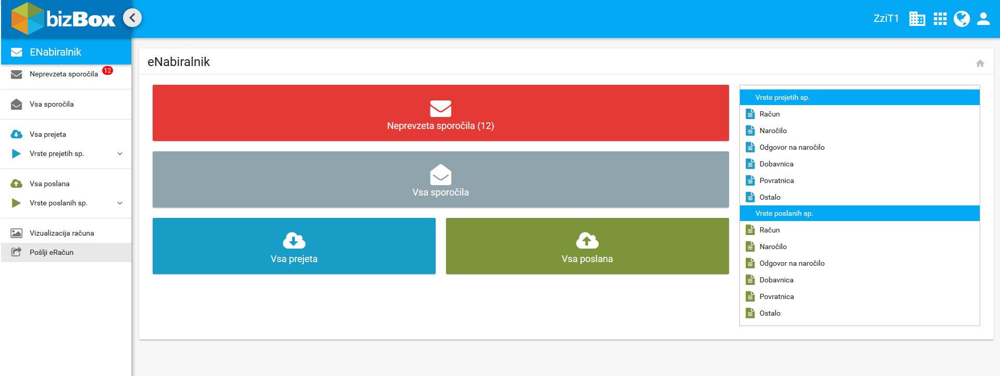 bizBox
ZziT1
ENabiralnik
Neprevzeta sporočila 12
Vsa sporočila
Vsa prejeta
Vrste prejetih sp.
Vsa poslana
Vrste poslanih sp.
Vizualizacija računa
Pošlji eRačun
eNabiralnik
Neprevzeta sporočila (12)
Vsa sporočila
Vsa prejeta
Vsa poslana
Vrste prejetih sp.
Račun
Naročilo
Odgovor na naročilo
Dobavnica
Povratnica
Ostalo
Vrste poslanih sp.
Račun
Naročilo
Odgovor na naročilo
Dobavnica
Povratnica
Ostalo